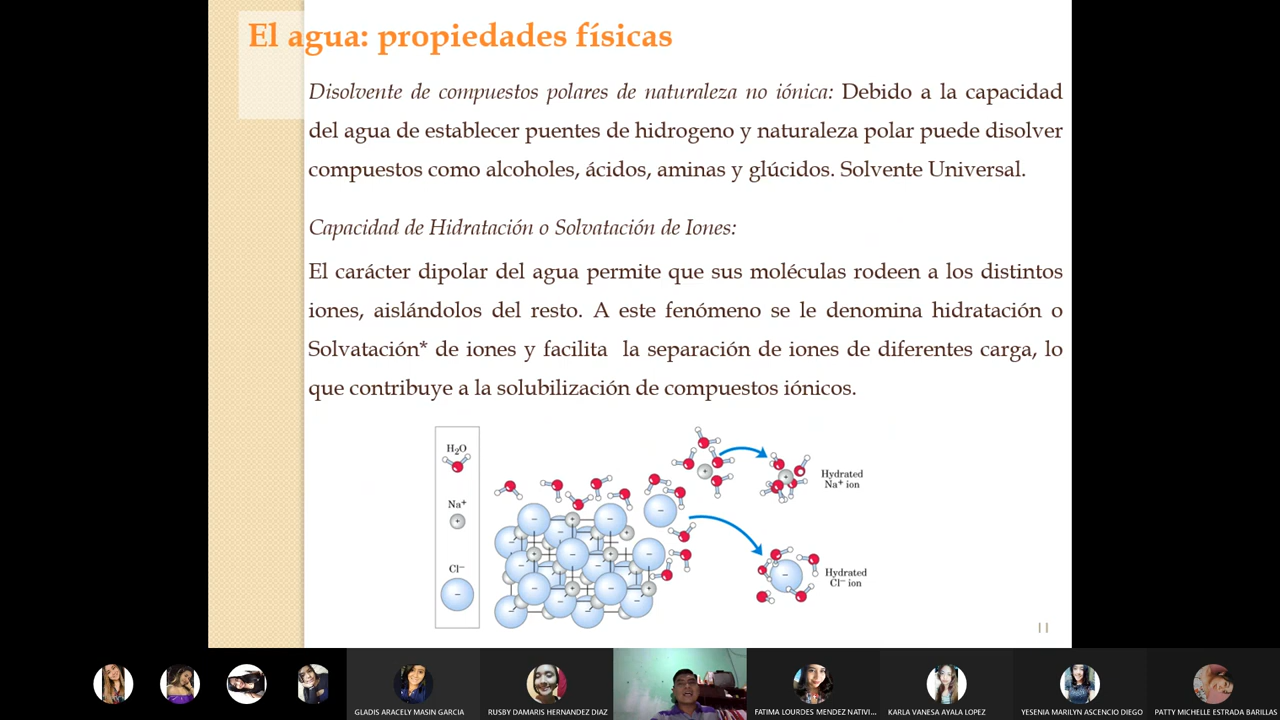 El agua: propiedades físicas
Disolvente de compuestos polares de naturaleza no iónica: Debido a la capacidad
del agua de establecer puentes de hidrogeno y naturaleza polar puede disolver
compuestos como alcoholes, ácidos, aminas y glúcidos. Solvente Universal.
Capacidad de Hidratación o Solvatación de Iones:
El carácter dipolar del agua permite que sus moléculas rodeen a los distintos
iones, aislándolos del resto. A este fenómeno se le denomina hidratación o
Solvatación* de iones y facilita la separación de iones de diferentes carga, lo
que contribuye a la solubilización de compuestos iónicos.
H₂O
Na⁺
Cl⁻
Hydrated
Na⁺ ion
Hydrated
Cl⁻ ion
11
GLADIS ARACELY MASIN GARCIA
RUSBY DAMARIS HERNANDEZ DIAZ
FATIMA LOURDES MENDEZ NATIVI...
KARLA VANESA AYALA LOPEZ
YESENIA MARILYN ASCENCIO DIEGO
PATTY MICHELLE ESTRADA BARILLAS